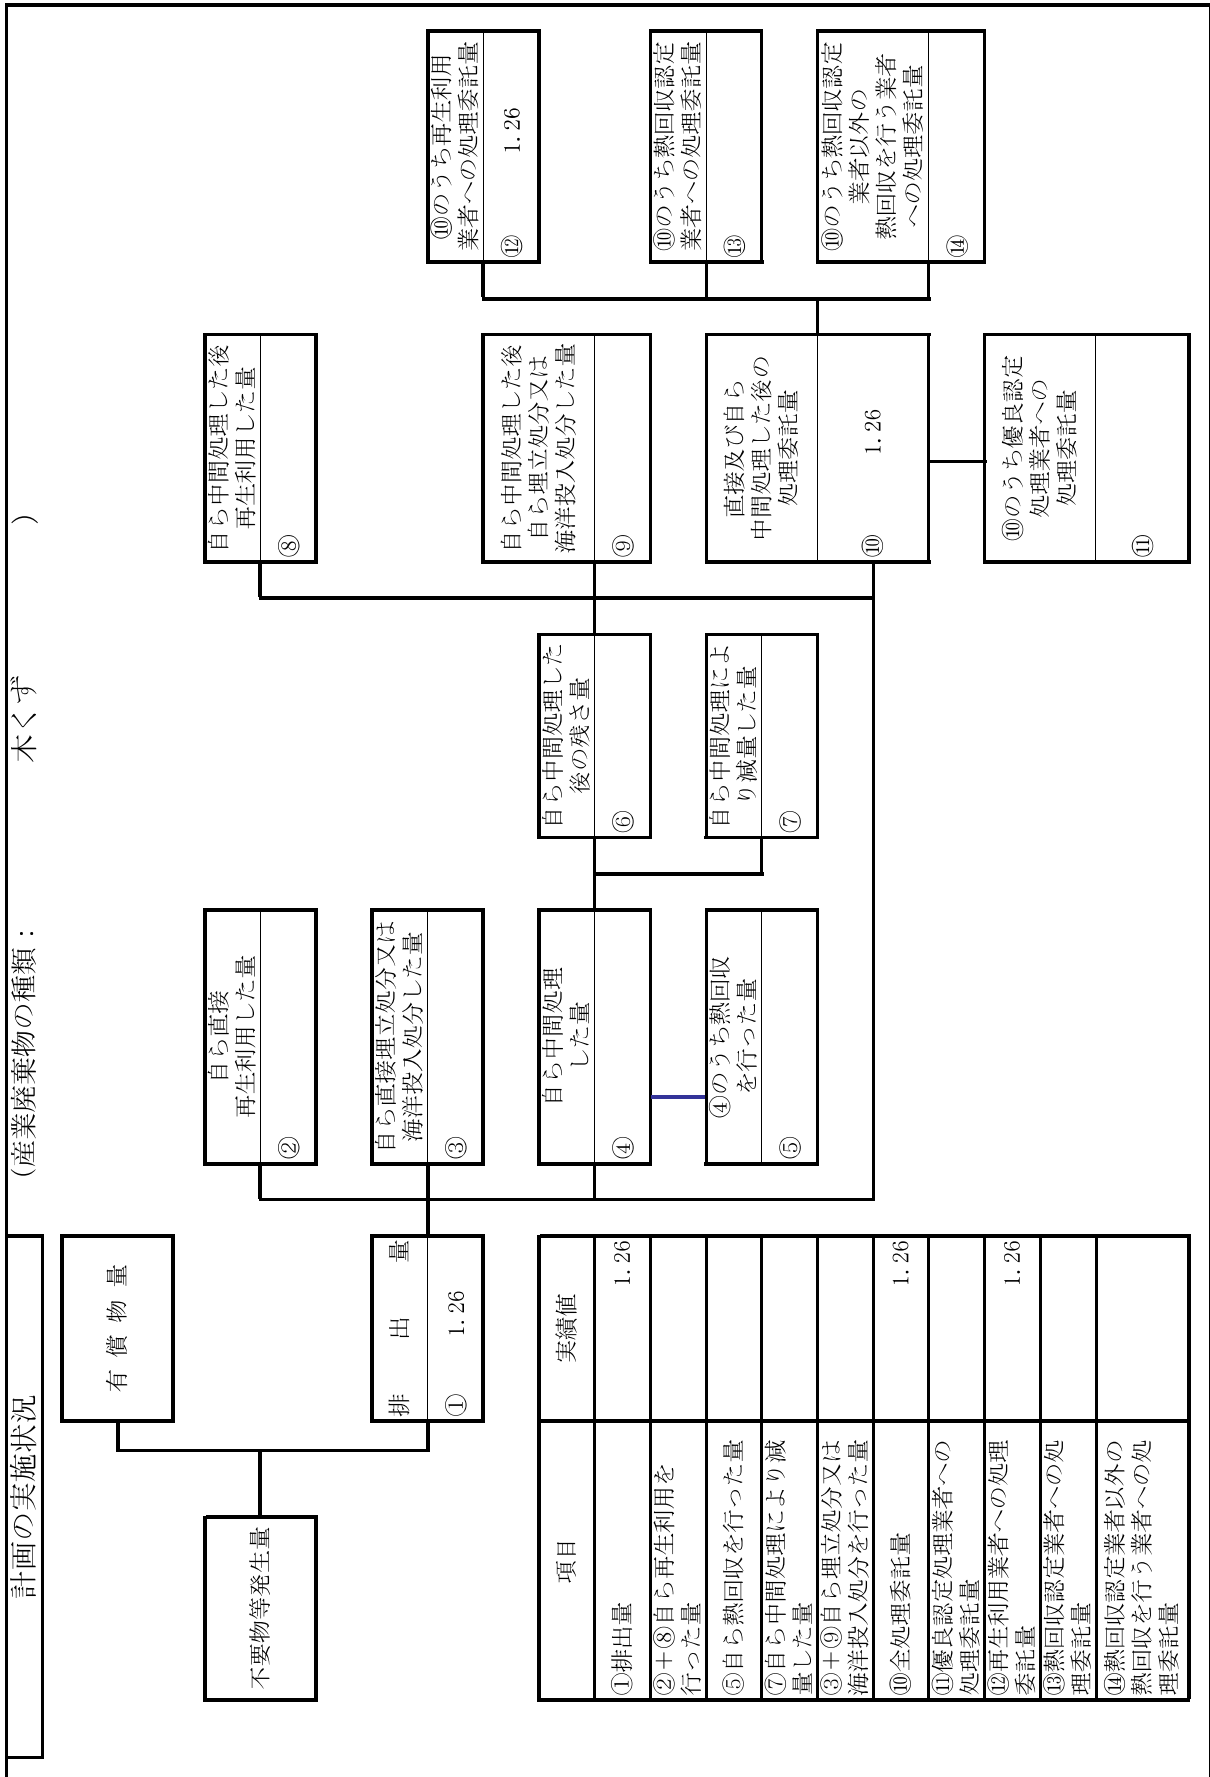 計画の実施状況
(産業廃棄物の種類： 木くず )
有償物量
不要物等発生量
排出量
① 1.26
自ら直接
再生利用した量
②
自ら直接埋立処分又は
海洋投入処分した量
③
自ら中間処理
した量
④
④のうち熱回収
を行った量
⑤
自ら中間処理した
後の残さ量
⑥
自ら中間処理によ
り減量した量
⑦
自ら中間処理した後
再生利用した量
⑧
自ら中間処理した後
自ら埋立処分又は
海洋投入処分した量
⑨
直接及び自ら
中間処理した後の
処理委託量
⑩ 1.26
⑩のうち優良認定
処理業者への
処理委託量
⑪
⑩のうち再生利用
業者への処理委託量
⑫ 1.26
⑩のうち熱回収認定
業者への処理委託量
⑬
⑩のうち熱回収認定
業者以外の
熱回収を行う業者
への処理委託量
⑭
項目 実績値
①排出量 1.26
②＋⑧自ら再生利用を
行った量
⑤自ら熱回収を行った量
⑦自ら中間処理により減
量した量
③＋⑨自ら埋立処分又は
海洋投入処分を行った量
⑩全処理委託量 1.26
⑪優良認定処理業者への
処理委託量
⑫再生利用業者への処理
委託量 1.26
⑬熱回収認定業者への処
理委託量
⑭熱回収認定業者以外の
熱回収を行う業者への処
理委託量